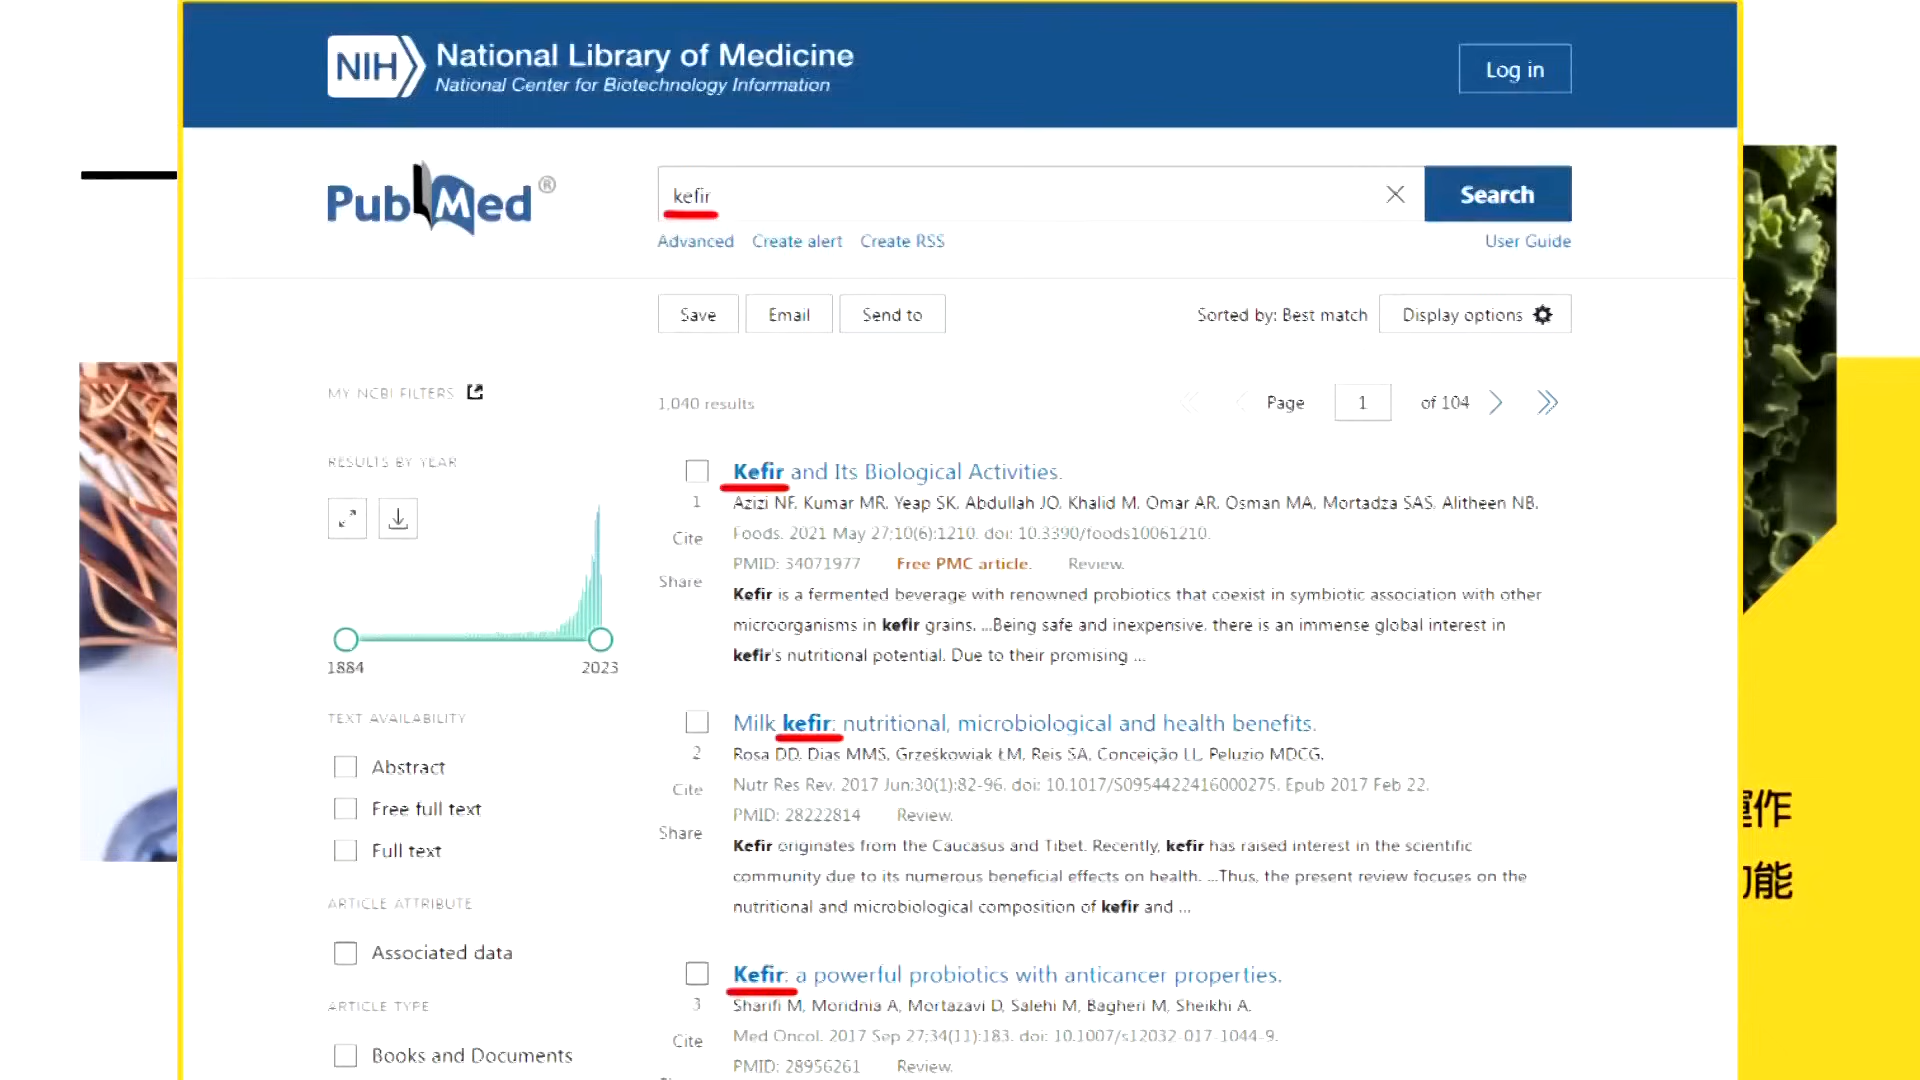 NIH National Library of Medicine
National Center for Biotechnology Information
Log in
PubMed®
kefir
Search
Advanced Create alert Create RSS
User Guide
Save Email Send to
Sorted by: Best match
Display options
MY NCBI FILTERS
1,040 results
Page 1 of 104
RESULTS BY YEAR
1884 2023
TEXT AVAILABILITY
Abstract
Free full text
Full text
ARTICLE ATTRIBUTE
Associated data
ARTICLE TYPE
Books and Documents
Kefir and Its Biological Activities.
1
Cite
Share
Azizi NF, Kumar MR, Yeap SK, Abdullah JO, Khalid M, Omar AR, Osman MA, Mortadza SAS, Alitheen NB.
Foods. 2021 May 27;10(6):1210. doi: 10.3390/foods10061210.
PMID: 34071977 Free PMC article. Review.
Kefir is a fermented beverage with renowned probiotics that coexist in symbiotic association with other
microorganisms in kefir grains. ...Being safe and inexpensive, there is an immense global interest in
kefir's nutritional potential. Due to their promising ...
Milk kefir: nutritional, microbiological and health benefits.
2
Cite
Share
Rosa DD, Dias MMS, Grześkowiak ŁM, Reis SA, Conceição LL, Peluzio MDCG.
Nutr Res Rev. 2017 Jun;30(1):82-96. doi: 10.1017/S0954422416000275. Epub 2017 Feb 22.
PMID: 28222814 Review.
Kefir originates from the Caucasus and Tibet. Recently, kefir has raised interest in the scientific
community due to its numerous beneficial effects on health. ...Thus, the present review focuses on the
nutritional and microbiological composition of kefir and ...
Kefir: a powerful probiotics with anticancer properties.
3
Cite
Sharifi M, Moridnia A, Mortazavi D, Salehi M, Bagheri M, Sheikhi A.
Med Oncol. 2017 Sep 27;34(11):183. doi: 10.1007/s12032-017-1044-9.
PMID: 28956261 Review.
作
能